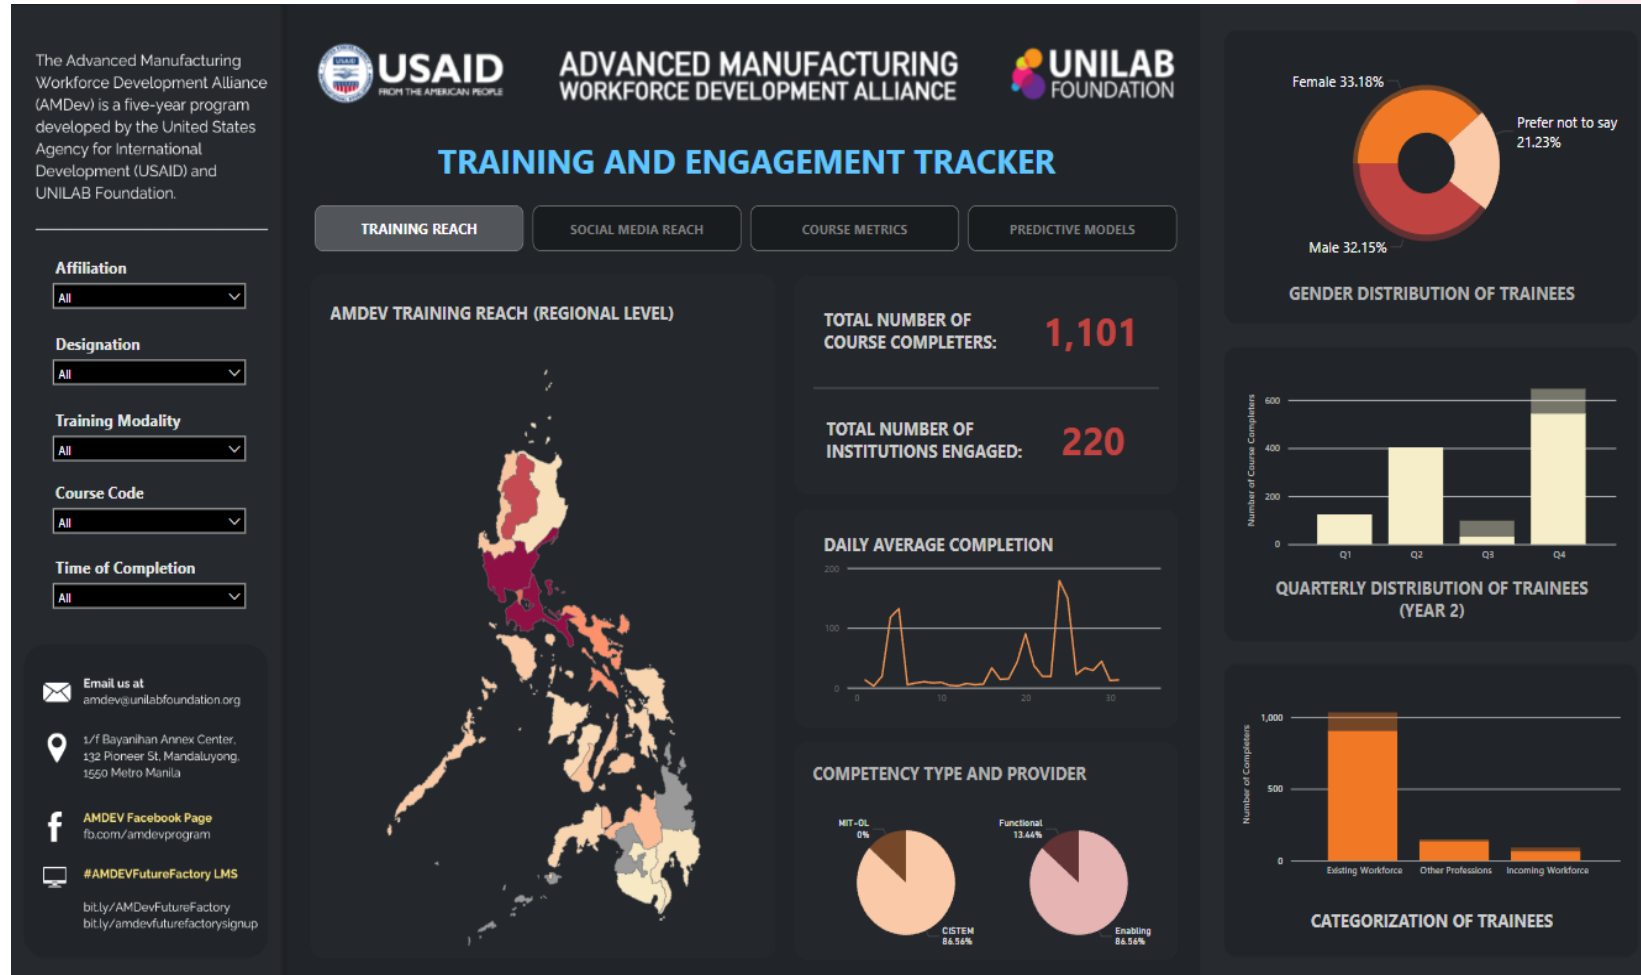 The Advanced Manufacturing
Workforce Development Alliance
(AMDev) is a five-year program
developed by the United States
Agency for International
Development (USAID) and
UNILAB Foundation.
Affiliation
All
Designation
All
Training Modality
All
Course Code
All
Time of Completion
All
Email us at
amdev@unilabfoundation.org
1/f Bayanihan Annex Center,
132 Pioneer St, Mandaluyong,
1550 Metro Manila
AMDEV Facebook Page
fb.com/amdevprogram
#AMDEVFutureFactory LMS
bit.ly/AMDevFutureFactory
bit.ly/amdevfuturefactorysignup
USAID
USAID
FROM THE AMERICAN PEOPLE
ADVANCED MANUFACTURING
WORKFORCE DEVELOPMENT ALLIANCE
UNILAB
FOUNDATION
TRAINING AND ENGAGEMENT TRACKER
TRAINING REACH
SOCIAL MEDIA REACH
COURSE METRICS
PREDICTIVE MODELS
AMDEV TRAINING REACH (REGIONAL LEVEL)
TOTAL NUMBER OF
COURSE COMPLETERS:
1,101
TOTAL NUMBER OF
INSTITUTIONS ENGAGED:
220
DAILY AVERAGE COMPLETION
200
100
0
0 10 20 30
COMPETENCY TYPE AND PROVIDER
MIT-OL
0%
CISTEM
86.56%
Functional
13.44%
Enabling
86.56%
Female 33.18%
Prefer not to say
21.23%
Male 32.15%
GENDER DISTRIBUTION OF TRAINEES
Number of Course Completers
600
400
200
0
Q1 Q2 Q3 Q4
QUARTERLY DISTRIBUTION OF TRAINEES
(YEAR 2)
Number of Completers
1,000
500
0
Existing Workforce Other Professions Incoming Workforce
CATEGORIZATION OF TRAINEES